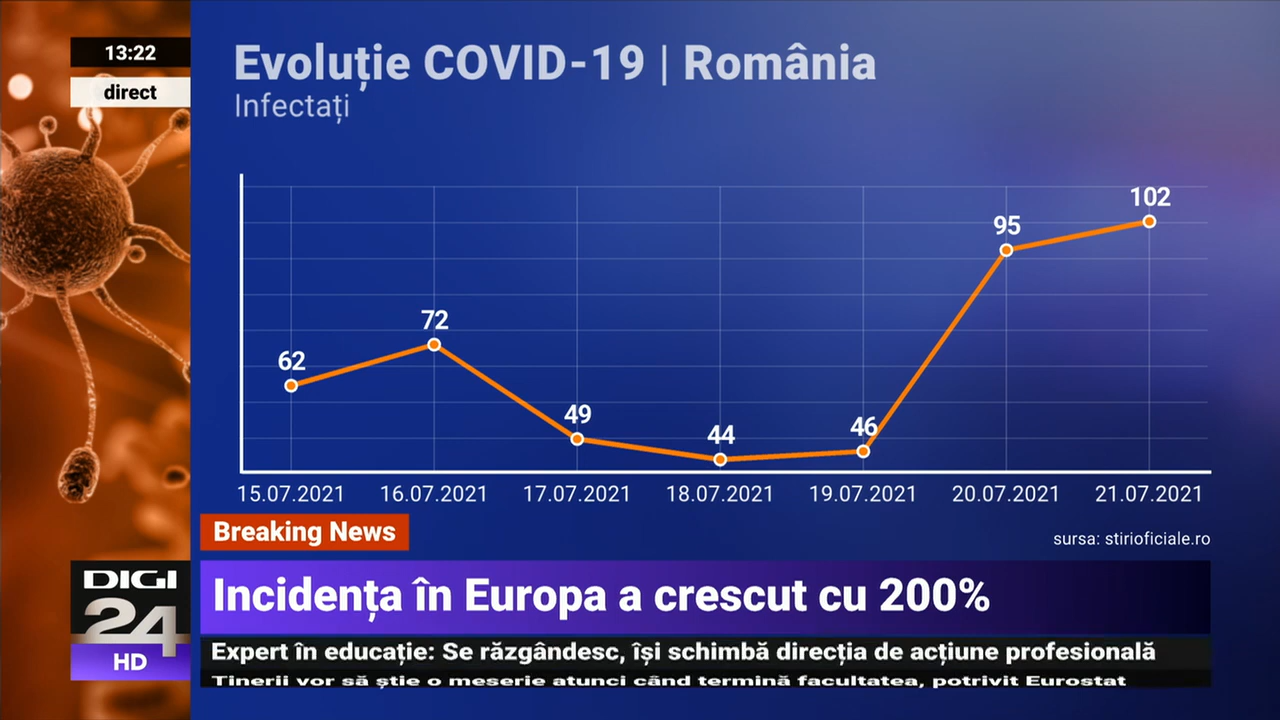 13:22
direct
Evoluție COVID-19 | România
Infectați
62
72
49
44
46
95
102
15.07.2021 16.07.2021 17.07.2021 18.07.2021 19.07.2021 20.07.2021 21.07.2021
Breaking News
sursa: stirioficiale.ro
DIGI
24
HD
Incidența în Europa a crescut cu 200%
Expert în educație: Se răzgândesc, își schimbă direcția de acțiune profesională
Tinerii vor să știe o meserie atunci când termină facultatea, potrivit Eurostat